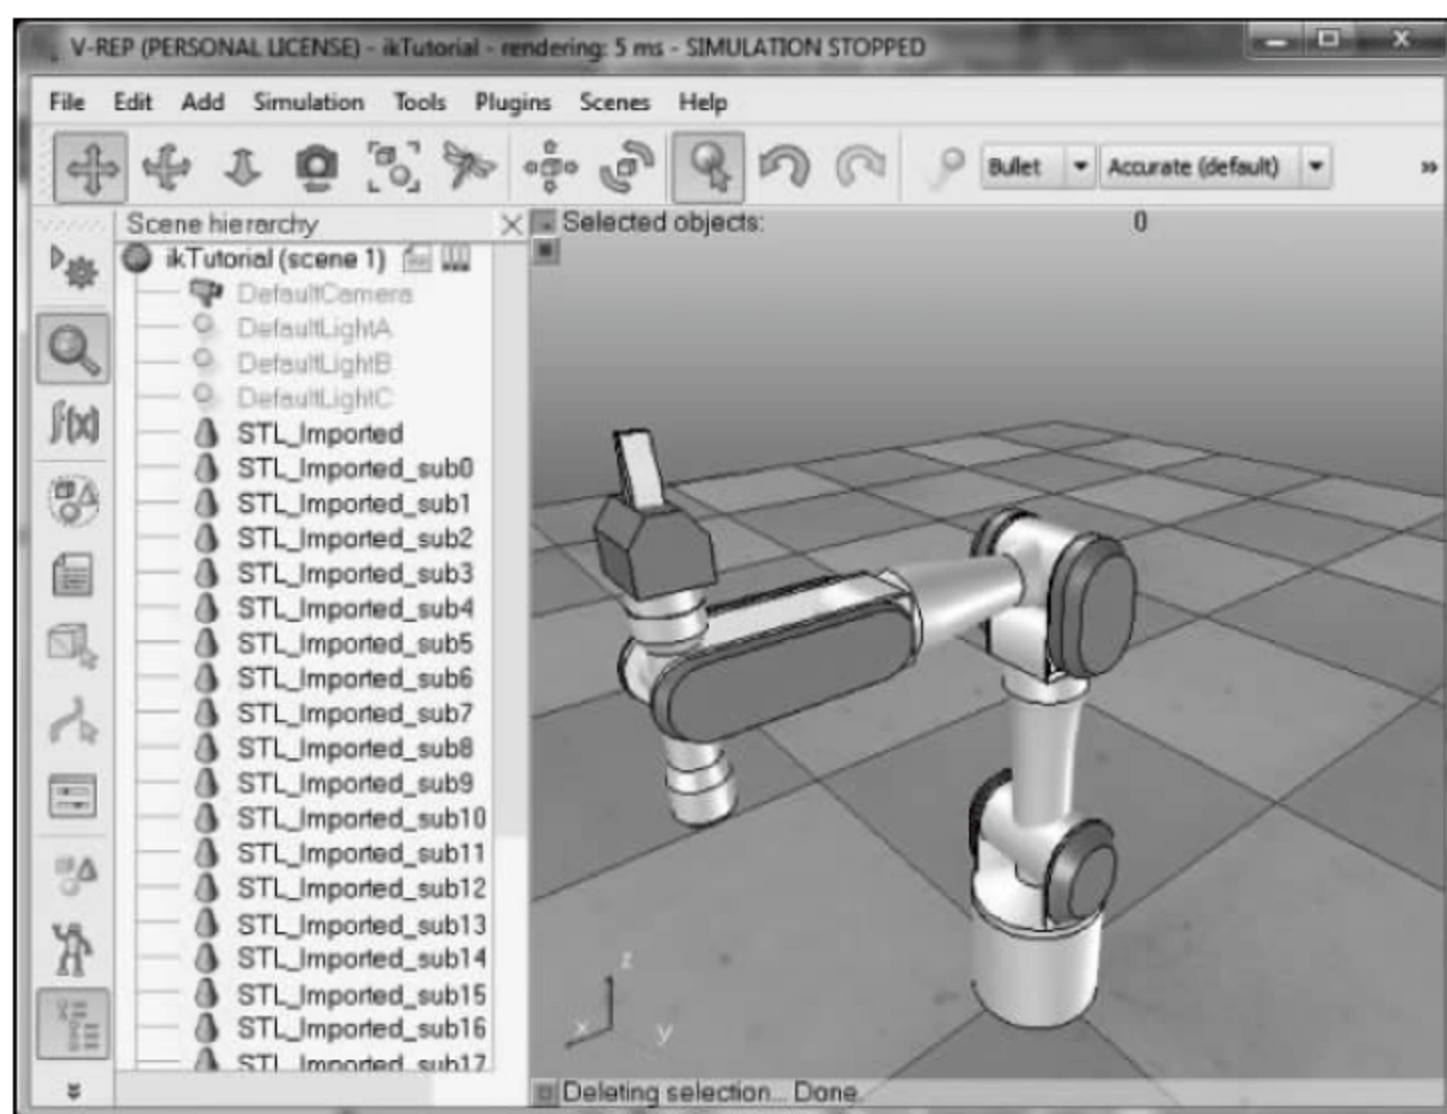 V-REP (PERSONAL LICENSE) - ikTutorial - rendering: 5 ms - SIMULATION STOPPED
File Edit Add Simulation Tools Plugins Scenes Help
Bullet Accurate (default)
Scene hierarchy
Selected objects: 0
ikTutorial (scene 1)
DefaultCamera
DefaultLightA
DefaultLightB
DefaultLightC
STL_Imported
STL_Imported_sub0
STL_Imported_sub1
STL_Imported_sub2
STL_Imported_sub3
STL_Imported_sub4
STL_Imported_sub5
STL_Imported_sub6
STL_Imported_sub7
STL_Imported_sub8
STL_Imported_sub9
STL_Imported_sub10
STL_Imported_sub11
STL_Imported_sub12
STL_Imported_sub13
STL_Imported_sub14
STL_Imported_sub15
STL_Imported_sub16
STL_Imported_sub17
f(x)
z
x
y
Deleting selection... Done.